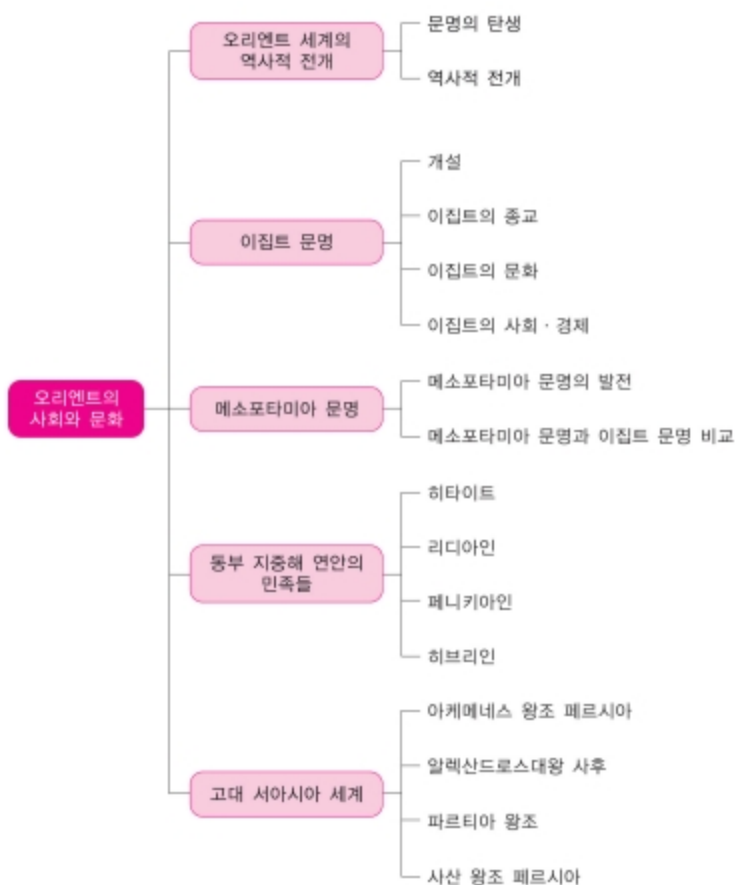 오리엔트의
사회와 문화
오리엔트 세계의
역사적 전개
문명의 탄생
역사적 전개
이집트 문명
개설
이집트의 종교
이집트의 문화
이집트의 사회 · 경제
메소포타미아 문명
메소포타미아 문명의 발전
메소포타미아 문명과 이집트 문명 비교
동부 지중해 연안의
민족들
히타이트
리디아인
페니키아인
히브리인
고대 서아시아 세계
아케메네스 왕조 페르시아
알렉산드로스대왕 사후
파르티아 왕조
사산 왕조 페르시아